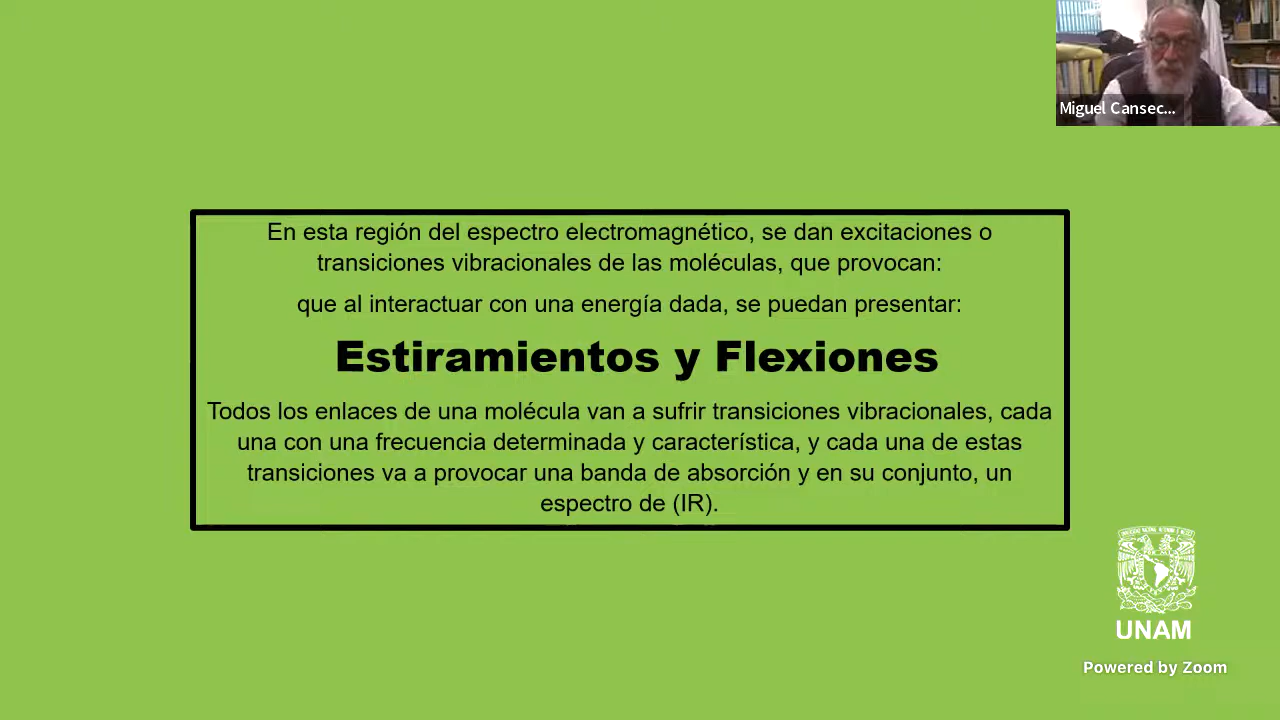 Miguel Cansec...
En esta región del espectro electromagnético, se dan excitaciones o
transiciones vibracionales de las moléculas, que provocan:
que al interactuar con una energía dada, se puedan presentar:
Estiramientos y Flexiones
Todos los enlaces de una molécula van a sufrir transiciones vibracionales, cada
una con una frecuencia determinada y característica, y cada una de estas
transiciones va a provocar una banda de absorción y en su conjunto, un
espectro de (IR).
UNAM
Powered by Zoom